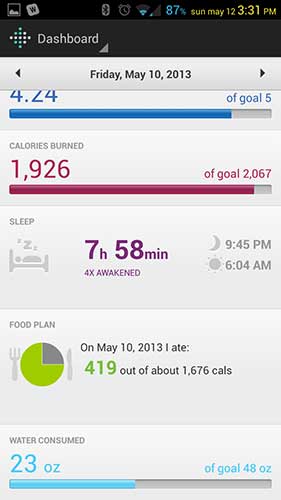 W 87% sun may 12 3:31 PM
Dashboard
Friday, May 10, 2013
4.24 of goal 5
CALORIES BURNED
1,926 of goal 2,067
SLEEP
7h 58min
4X AWAKENED
9:45 PM
6:04 AM
FOOD PLAN
On May 10, 2013 I ate:
419 out of about 1,676 cals
WATER CONSUMED
23 oz of goal 48 oz